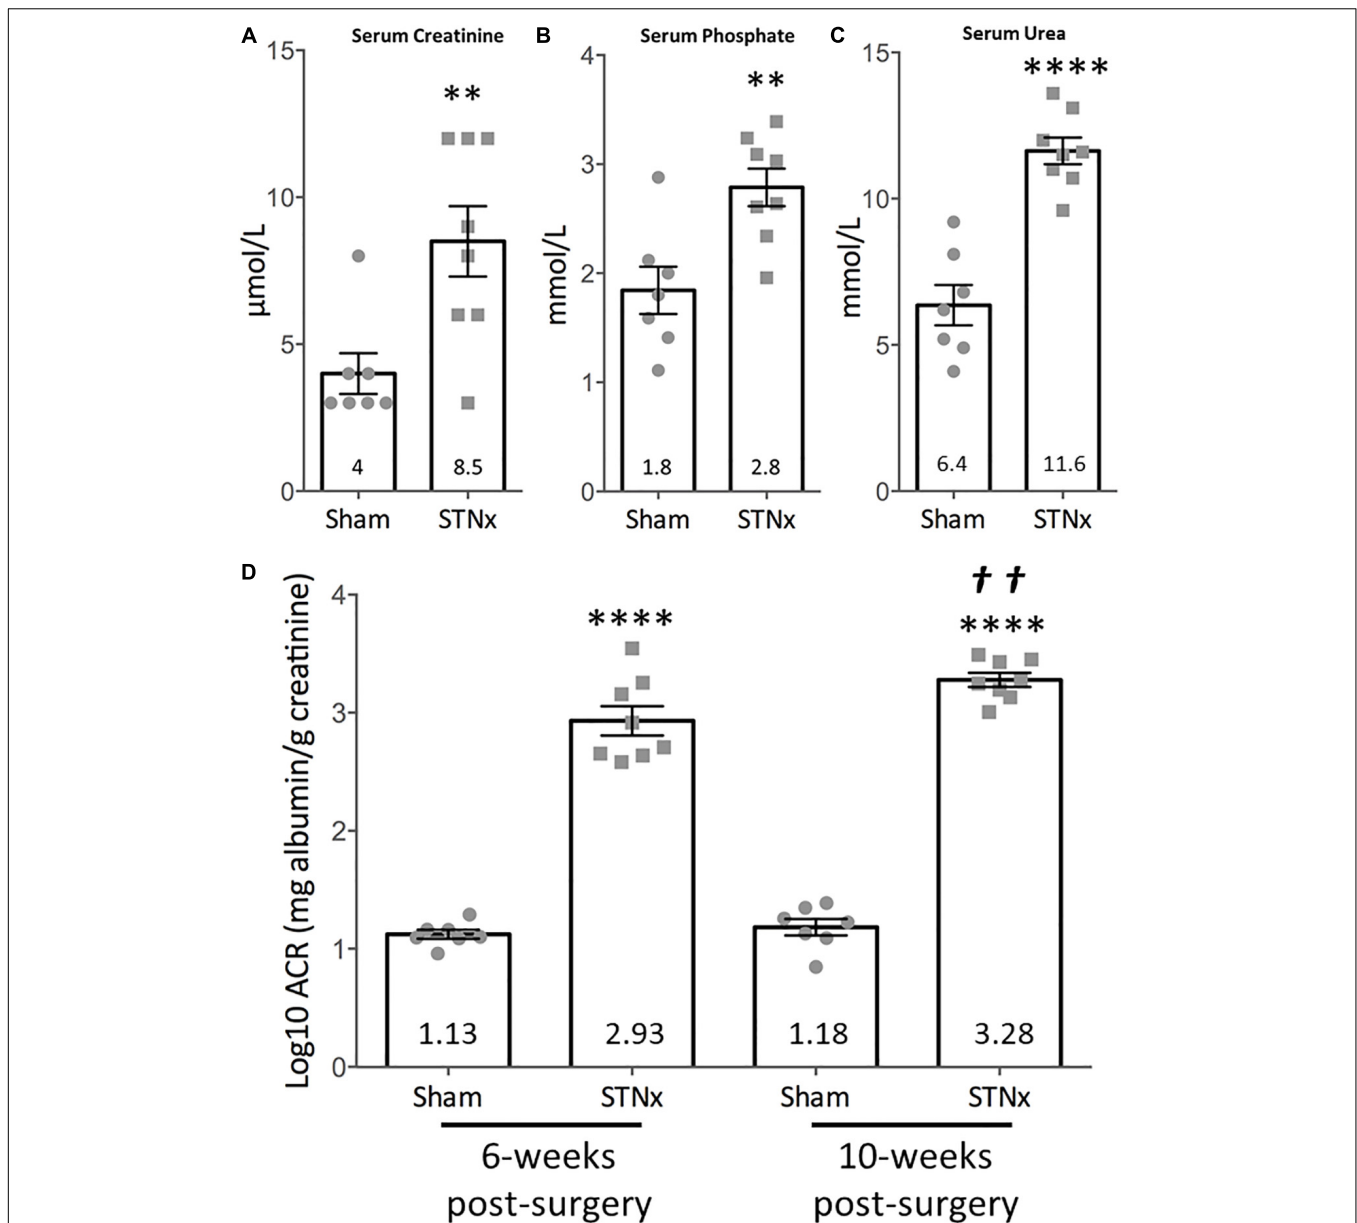 A Serum Creatinine
15
10
5
0
µmol/L
**
4
8.5
Sham STNx
B Serum Phosphate
4
3
2
1
0
mmol/L
**
1.8
2.8
Sham STNx
C Serum Urea
15
10
5
0
mmol/L
****
6.4
11.6
Sham STNx
D
Log10 ACR (mg albumin/g creatinine)
4
3
2
1
0
****
† †
****
1.13
2.93
1.18
3.28
Sham STNx Sham STNx
6-weeks
post-surgery
10-weeks
post-surgery